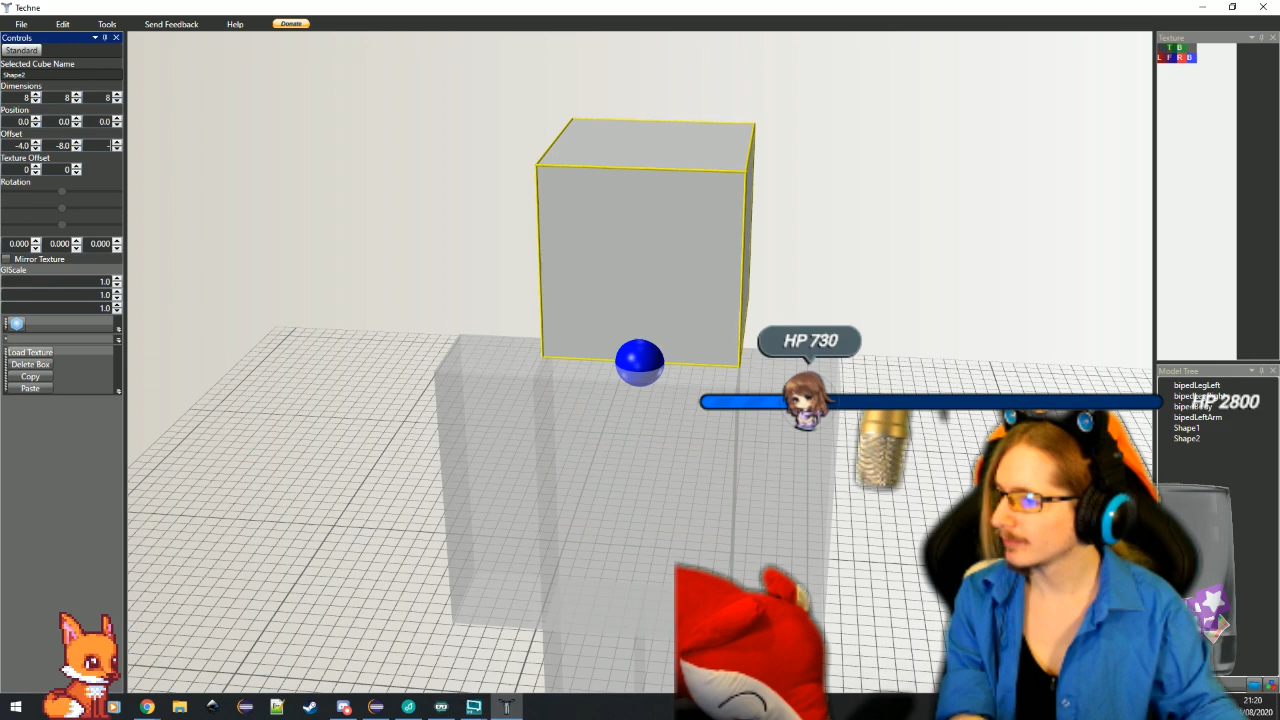 Techne
File Edit Tools Send Feedback Help Donate
Controls
Standard
Selected Cube Name
Shape2
Dimensions
8 8 8
Position
0.0 0.0 0.0
Offset
-4.0 -8.0 -
Texture Offset
0 0
Rotation
0.000 0.000 0.000
Mirror Texture
GlScale
1.0
1.0
1.0
Load Texture
Delete Box
Copy
Paste
HP 730
HP 2800
Texture
T B
L F R B
Model Tree
bipedLegLeft
bipedLeftArm
Shape1
Shape2
21:20
/08/2020